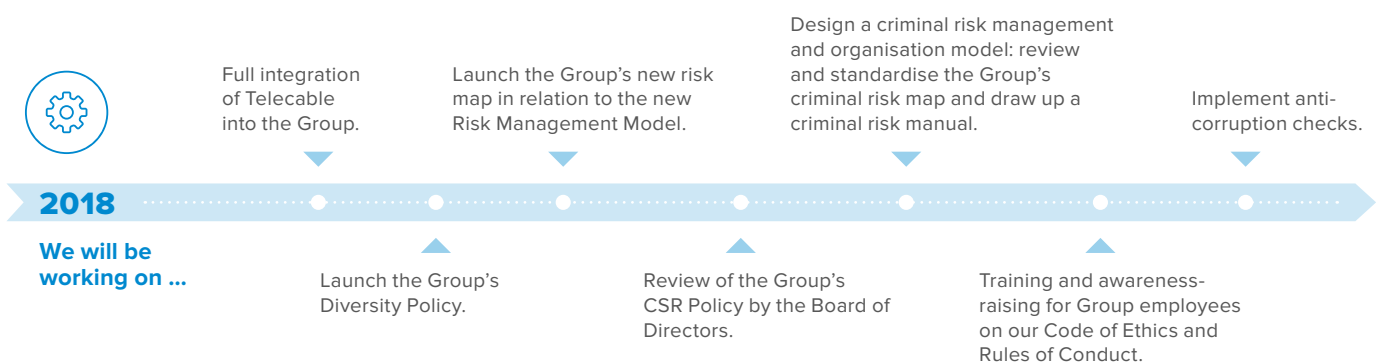 Full integration
of Telecable
into the Group.
Launch the Group's new risk
map in relation to the new
Risk Management Model.
Design a criminal risk management
and organisation model: review
and standardise the Group's
criminal risk map and draw up a
criminal risk manual.
Implement anti-
corruption checks.
2018
We will be
working on ...
Launch the Group's
Diversity Policy.
Review of the Group's
CSR Policy by the Board of
Directors.
Training and awareness-
raising for Group employees
on our Code of Ethics and
Rules of Conduct.